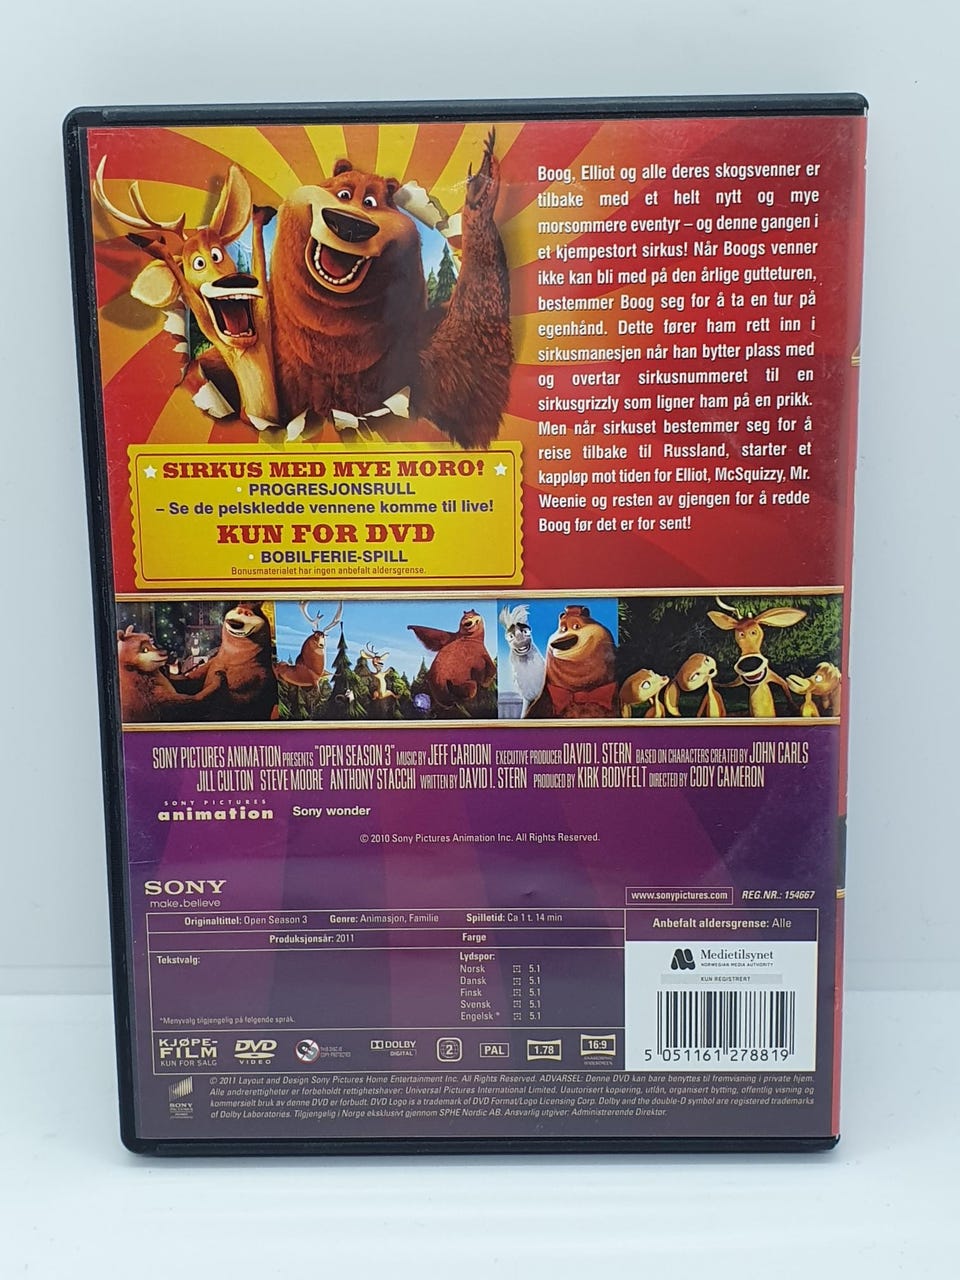 Boog, Elliot og alle deres skogsvenner er
tilbake med et helt nytt og mye
morsommere eventyr – og denne gangen i
et kjempestort sirkus! Når Boogs venner
ikke kan bli med på den årlige gutteturen,
bestemmer Boog seg for å ta en tur på
egenhånd. Dette fører ham rett inn i
sirkusmanesjen når han bytter plass med
og overtar sirkusnummeret til en
sirkusgrizzly som ligner ham på en prikk.
Men når sirkuset bestemmer seg for å
reise tilbake til Russland, starter et
kappløp mot tiden for Elliot, McSquizzy, Mr.
Weenie og resten av gjengen for å redde
Boog før det er for sent!
SIRKUS MED MYE MORO!
• PROGRESJONSRULL
– Se de pelskledde vennene komme til live!
KUN FOR DVD
• BOBILFERIE-SPILL
Bonusmaterialet har ingen anbefalt aldersgrense.
SONY PICTURES ANIMATION PRESENTS "OPEN SEASON 3" MUSIC BY JEFF CARDONI EXECUTIVE PRODUCER DAVID I. STERN BASED ON CHARACTERS CREATED BY JOHN CARLS
JILL CULTON STEVE MOORE ANTHONY STACCHI WRITTEN BY DAVID I. STERN PRODUCED BY KIRK BODYFELT DIRECTED BY CODY CAMERON
SONY PICTURES
animation
Sony wonder
© 2010 Sony Pictures Animation Inc. All Rights Reserved.
SONY
make.believe
www.sonypictures.com REG.NR.: 154667
Originaltittel: Open Season 3 Genre: Animasjon, Familie Spilletid: Ca 1 t. 14 min
Produksjonsår: 2011 Farge
Anbefalt aldersgrense: Alle
Tekstvalg:
Lydspor:
Norsk 5.1
Dansk 5.1
Finsk 5.1
Svensk 5.1
Engelsk * 5.1
*Menyvalg tilgjengelig på følgende språk.
Medietilsynet
NORWEGIAN MEDIA AUTHORITY
KUN REGISTRERT
5 051161 278819
KJØPE-
FILM
KUN FOR SALG
DVD
VIDEO
THIS DISC IS
COPY PROTECTED
DOLBY
DIGITAL
2
PAL
1.78
16:9
ANAMORPHIC
WIDESCREEN
SONY
PICTURES
© 2011 Layout and Design Sony Pictures Home Entertainment Inc. All Rights Reserved. ADVARSEL: Denne DVD kan bare benyttes til fremvisning i private hjem.
Alle andrerettigheter er forbeholdt rettighetshaver: Universal Pictures International Limited. Uautorisert kopiering, utlån, organisert bytting, offentlig visning og
kommersielt bruk av denne DVD er forbudt. DVD Logo is a trademark of DVD Format/Logo Licensing Corp. Dolby and the double-D symbol are registered trademarks
of Dolby Laboratories. Tilgjengelig i Norge eksklusivt gjennom SPHE Nordic AB. Ansvarlig utgiver: Administrerende Direktør.